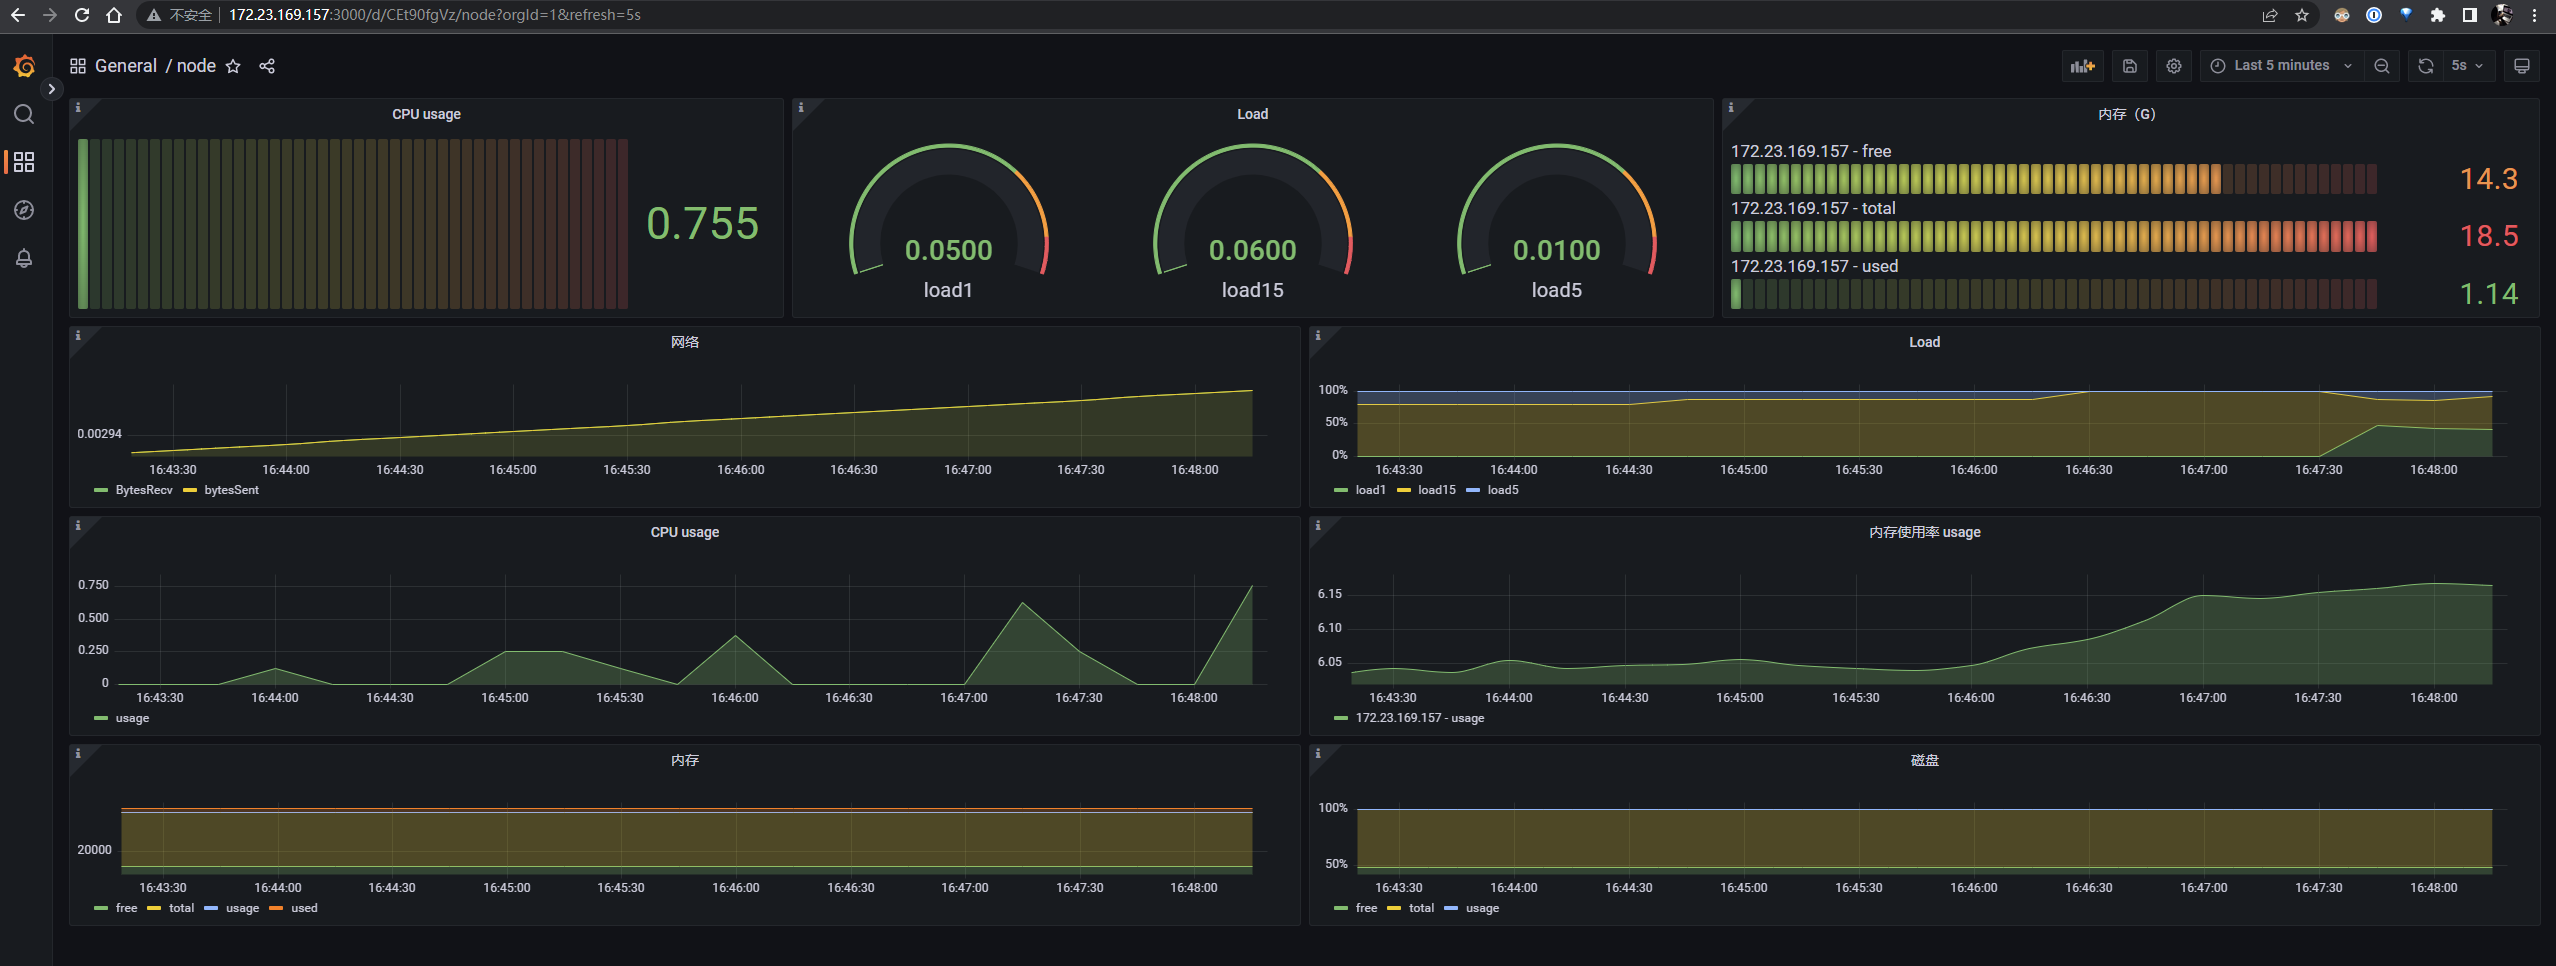 不安全 172.23.169.157:3000/d/CEt90fgVz/node?orgId=1&refresh=5s
General / node
Last 5 minutes
5s
CPU usage
0.755
Load
0.0500
load1
0.0600
load15
0.0100
load5
内存（G）
172.23.169.157 - free
14.3
172.23.169.157 - total
18.5
172.23.169.157 - used
1.14
网络
0.00294
16:43:30 16:44:00 16:44:30 16:45:00 16:45:30 16:46:00 16:46:30 16:47:00 16:47:30 16:48:00
BytesRecv bytesSent
Load
100%
50%
0%
16:43:30 16:44:00 16:44:30 16:45:00 16:45:30 16:46:00 16:46:30 16:47:00 16:47:30 16:48:00
load1 load15 load5
CPU usage
0.750
0.500
0.250
0
16:43:30 16:44:00 16:44:30 16:45:00 16:45:30 16:46:00 16:46:30 16:47:00 16:47:30 16:48:00
usage
内存使用率 usage
6.15
6.10
6.05
16:43:30 16:44:00 16:44:30 16:45:00 16:45:30 16:46:00 16:46:30 16:47:00 16:47:30 16:48:00
172.23.169.157 - usage
内存
20000
16:43:30 16:44:00 16:44:30 16:45:00 16:45:30 16:46:00 16:46:30 16:47:00 16:47:30 16:48:00
free total usage used
磁盘
100%
50%
16:43:30 16:44:00 16:44:30 16:45:00 16:45:30 16:46:00 16:46:30 16:47:00 16:47:30 16:48:00
free total usage